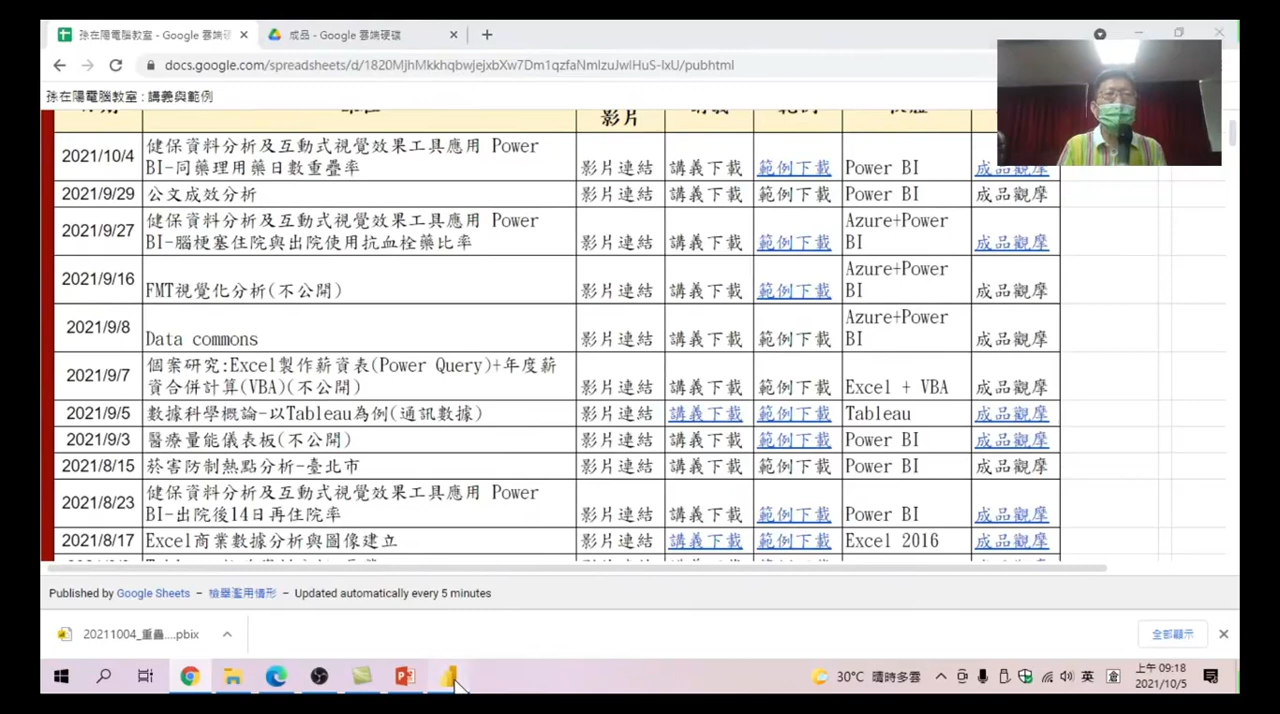 孫在陽電腦教室 - Google 雲端硬
成品 - Google 雲端硬碟
docs.google.com/spreadsheets/d/1820MjhMkkhqbwjejxbXw7Dm1qzfaNmlzuJwlHuS-lxU/pubhtml
孫在陽電腦教室 : 講義與範例
影片
2021/10/4 健保資料分析及互動式視覺效果工具應用 Power
BI-同藥理用藥日數重疊率 影片連結 講義下載 範例下載 Power BI 成品觀摩
2021/9/29 公文成效分析 影片連結 講義下載 範例下載 Power BI 成品觀摩
2021/9/27 健保資料分析及互動式視覺效果工具應用 Power
BI-腦梗塞住院與出院使用抗血栓藥比率 影片連結 講義下載 範例下載 Azure+Power
BI 成品觀摩
2021/9/16 FMT視覺化分析(不公開) 影片連結 講義下載 範例下載 Azure+Power
BI 成品觀摩
2021/9/8 Data commons 影片連結 講義下載 範例下載 Azure+Power
BI 成品觀摩
2021/9/7 個案研究:Excel製作薪資表(Power Query)+年度薪
資合併計算(VBA)(不公開) 影片連結 講義下載 範例下載 Excel + VBA 成品觀摩
2021/9/5 數據科學概論-以Tableau為例(通訊數據) 影片連結 講義下載 範例下載 Tableau 成品觀摩
2021/9/3 醫療量能儀表板(不公開) 影片連結 講義下載 範例下載 Power BI 成品觀摩
2021/8/15 菸害防制熱點分析-臺北市 影片連結 講義下載 範例下載 Power BI 成品觀摩
2021/8/23 健保資料分析及互動式視覺效果工具應用 Power
BI-出院後14日再住院率 影片連結 講義下載 範例下載 Power BI 成品觀摩
2021/8/17 Excel商業數據分析與圖像建立 影片連結 講義下載 範例下載 Excel 2016 成品觀摩
Published by Google Sheets – 檢舉濫用情形 – Updated automatically every 5 minutes
20211004_重疊....pbix 全部顯示
30°C 晴時多雲 英 倉 上午 09:18
2021/10/5